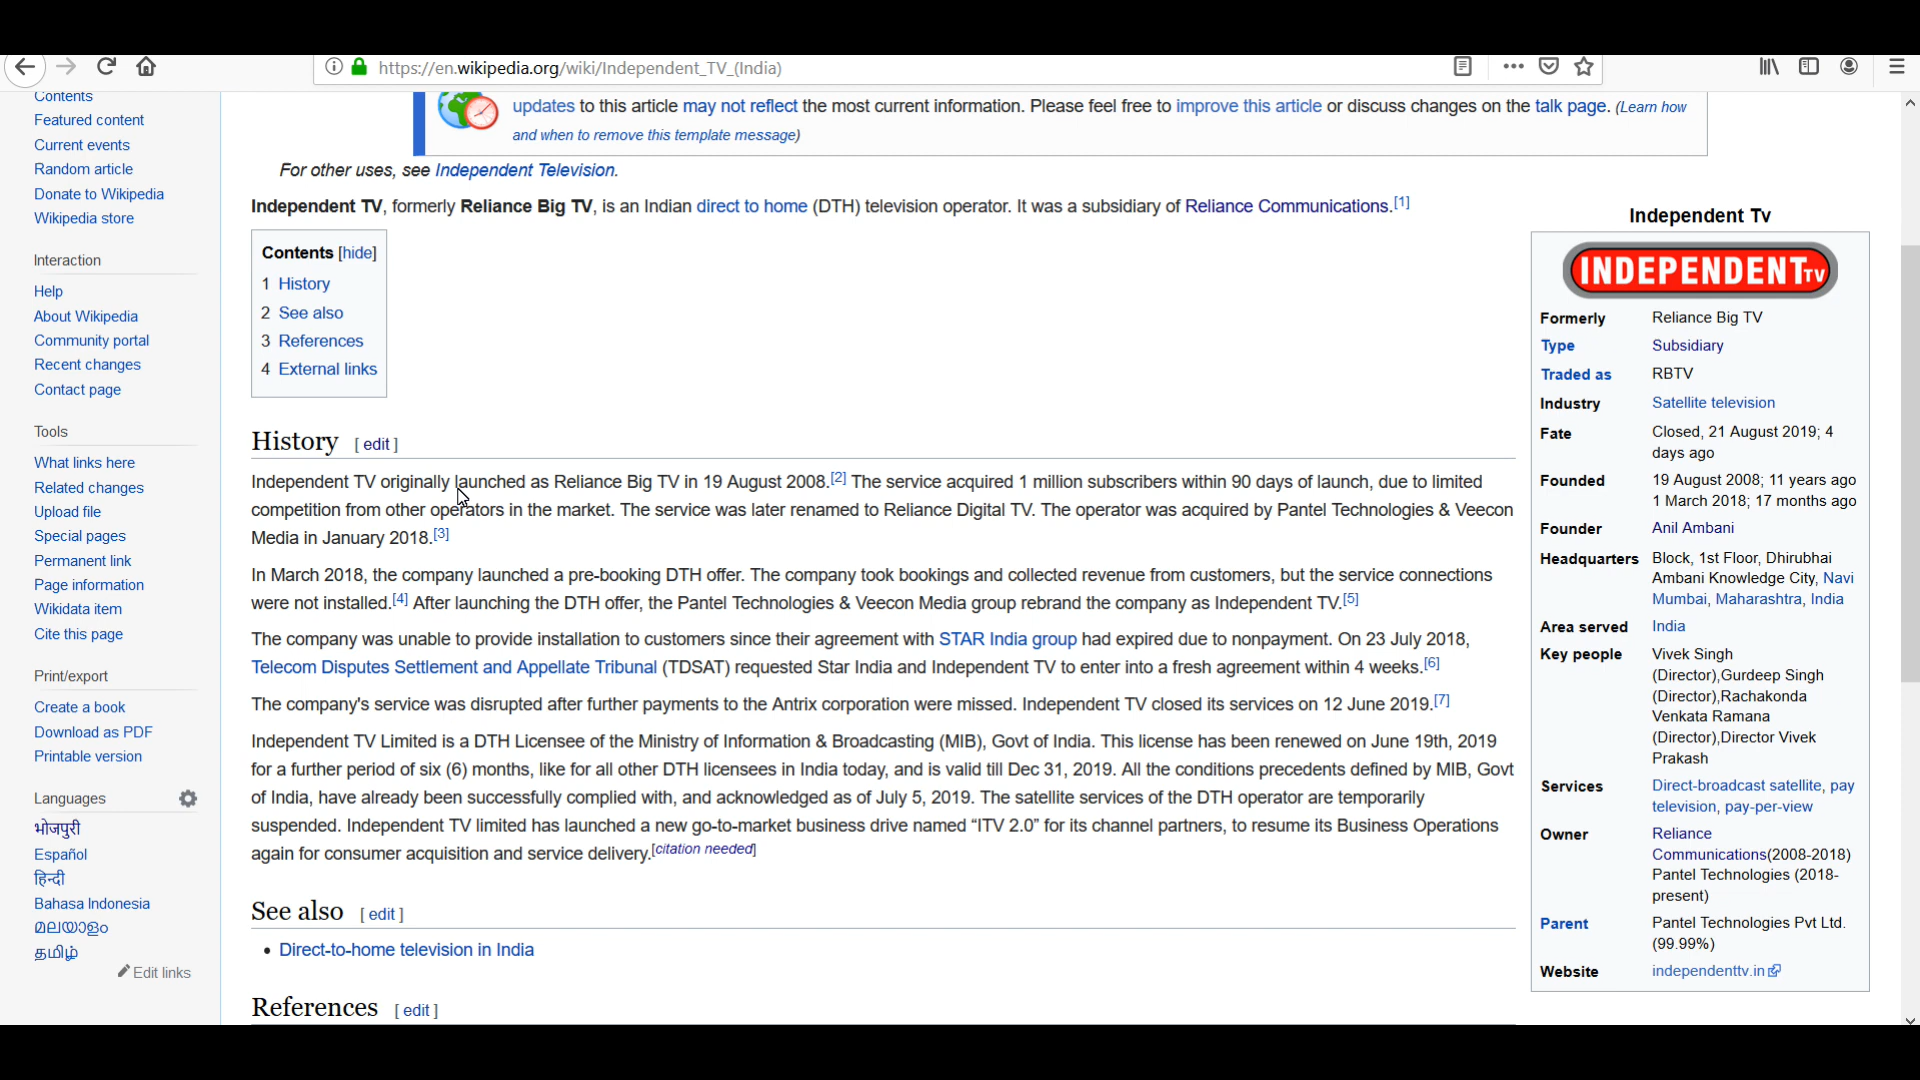 https://en.wikipedia.org/wiki/Independent_TV_(India)
Contents
Featured content
Current events
Random article
Donate to Wikipedia
Wikipedia store
Interaction
Help
About Wikipedia
Community portal
Recent changes
Contact page
Tools
What links here
Related changes
Upload file
Special pages
Permanent link
Page information
Wikidata item
Cite this page
Print/export
Create a book
Download as PDF
Printable version
Languages
भोजपुरी
Español
हिन्दी
Bahasa Indonesia
മലയാളം
தமிழ்
Edit links
updates to this article may not reflect the most current information. Please feel free to improve this article or discuss changes on the talk page. (Learn how
and when to remove this template message)
For other uses, see Independent Television.
Independent TV, formerly Reliance Big TV, is an Indian direct to home (DTH) television operator. It was a subsidiary of Reliance Communications.[1]
Contents [hide]
1 History
2 See also
3 References
4 External links
History [ edit ]
Independent TV originally launched as Reliance Big TV in 19 August 2008.[2] The service acquired 1 million subscribers within 90 days of launch, due to limited
competition from other operators in the market. The service was later renamed to Reliance Digital TV. The operator was acquired by Pantel Technologies & Veecon
Media in January 2018.[3]
In March 2018, the company launched a pre-booking DTH offer. The company took bookings and collected revenue from customers, but the service connections
were not installed.[4] After launching the DTH offer, the Pantel Technologies & Veecon Media group rebrand the company as Independent TV.[5]
The company was unable to provide installation to customers since their agreement with STAR India group had expired due to nonpayment. On 23 July 2018,
Telecom Disputes Settlement and Appellate Tribunal (TDSAT) requested Star India and Independent TV to enter into a fresh agreement within 4 weeks.[6]
The company's service was disrupted after further payments to the Antrix corporation were missed. Independent TV closed its services on 12 June 2019.[7]
Independent TV Limited is a DTH Licensee of the Ministry of Information & Broadcasting (MIB), Govt of India. This license has been renewed on June 19th, 2019
for a further period of six (6) months, like for all other DTH licensees in India today, and is valid till Dec 31, 2019. All the conditions precedents defined by MIB, Govt
of India, have already been successfully complied with, and acknowledged as of July 5, 2019. The satellite services of the DTH operator are temporarily
suspended. Independent TV limited has launched a new go-to-market business drive named “ITV 2.0” for its channel partners, to resume its Business Operations
again for consumer acquisition and service delivery.[citation needed]
See also [ edit ]
• Direct-to-home television in India
References [ edit ]
Independent Tv
INDEPENDENT TV
Formerly Reliance Big TV
Type Subsidiary
Traded as RBTV
Industry Satellite television
Fate Closed, 21 August 2019; 4
days ago
Founded 19 August 2008; 11 years ago
1 March 2018; 17 months ago
Founder Anil Ambani
Headquarters Block, 1st Floor, Dhirubhai
Ambani Knowledge City, Navi
Mumbai, Maharashtra, India
Area served India
Key people Vivek Singh
(Director),Gurdeep Singh
(Director),Rachakonda
Venkata Ramana
(Director),Director Vivek
Prakash
Services Direct-broadcast satellite, pay
television, pay-per-view
Owner Reliance
Communications(2008-2018)
Pantel Technologies (2018-
present)
Parent Pantel Technologies Pvt Ltd.
(99.99%)
Website independenttv.in